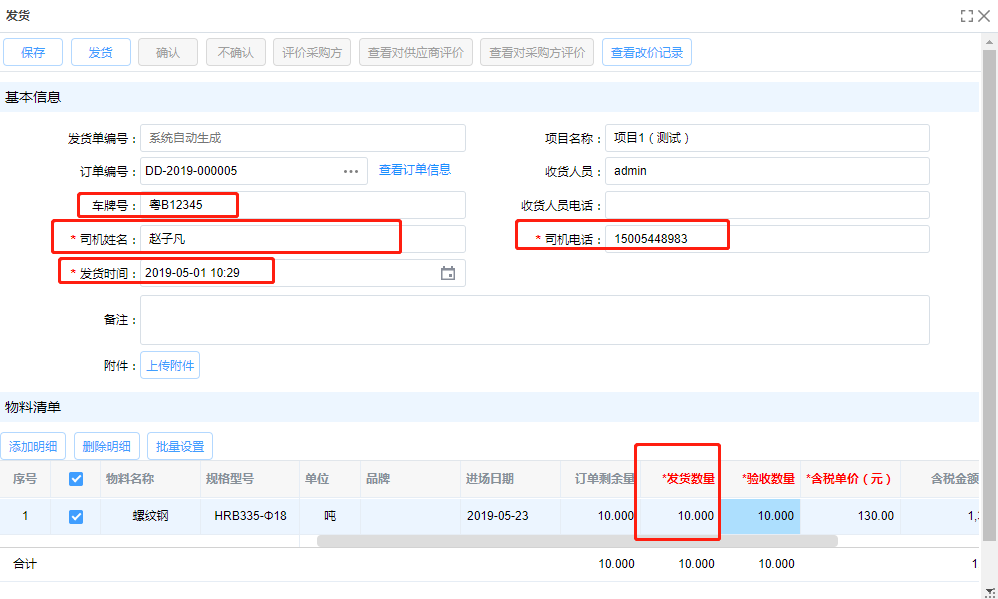 发货
保存 发货 确认 不确认 评价采购方 查看对供应商评价 查看对采购方评价 查看改价记录
基本信息
发货单编号： 系统自动生成 项目名称： 项目1（测试）
订单编号： DD-2019-000005 ••• 查看订单信息 收货人员： admin
车牌号： 粤B12345 收货人员电话：
* 司机姓名： 赵子凡 * 司机电话： 15005448983
* 发货时间： 2019-05-01 10:29
备注：
附件： 上传附件
物料清单
添加明细 删除明细 批量设置
序号 物料名称 规格型号 单位 品牌 进场日期 订单剩余量 *发货数量 *验收数量 *含税单价（元） 含税金额
1 螺纹钢 HRB335-Φ18 吨 2019-05-23 10.000 10.000 10.000 130.00 1,
合计 10.000 10.000 10.000 1